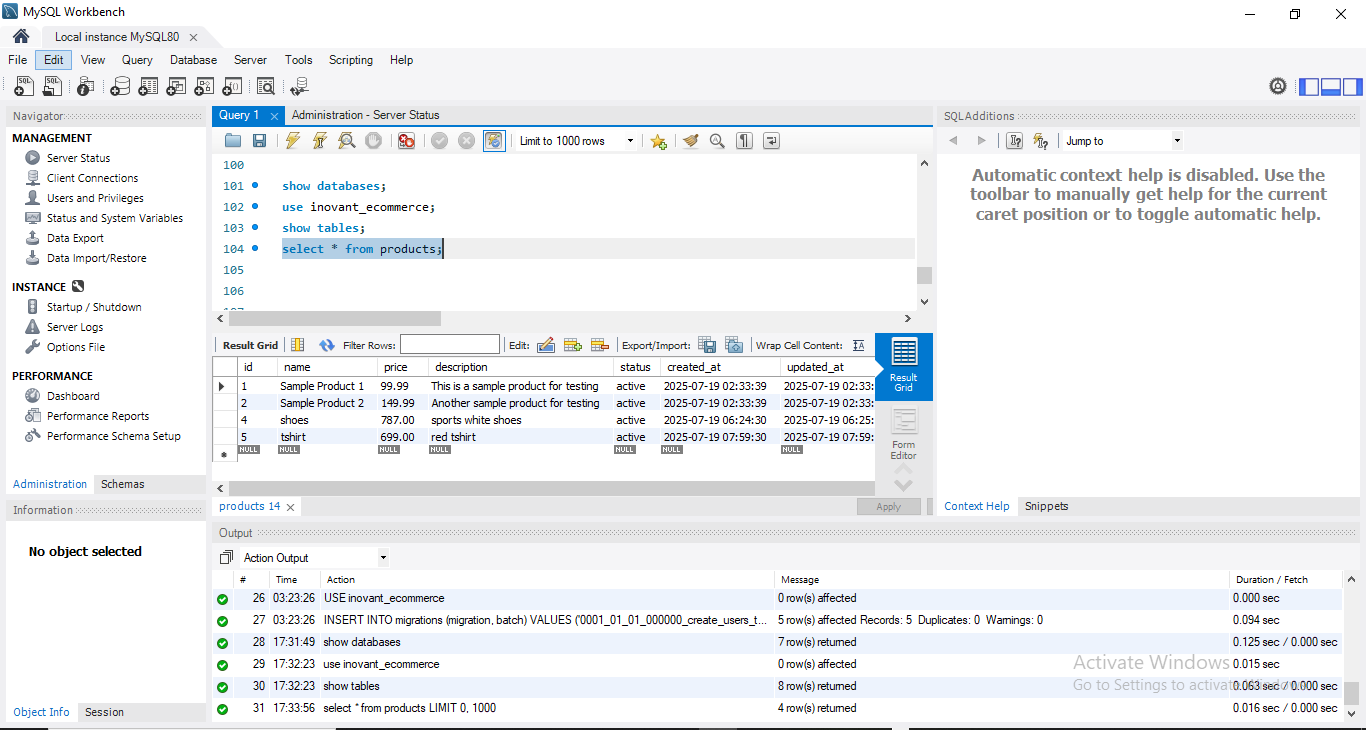 MySQL Workbench
Local instance MySQL80
File Edit View Query Database Server Tools Scripting Help
Navigator
MANAGEMENT
Server Status
Client Connections
Users and Privileges
Status and System Variables
Data Export
Data Import/Restore
INSTANCE
Startup / Shutdown
Server Logs
Options File
PERFORMANCE
Dashboard
Performance Reports
Performance Schema Setup
Administration Schemas
Information
No object selected
Object Info Session
Query 1 Administration - Server Status
Limit to 1000 rows
100
101 show databases;
102 use inovant_ecommerce;
103 show tables;
104 select * from products;
105
106
Result Grid Filter Rows: Edit: Export/Import: Wrap Cell Content:
id name price description status created_at updated_at
1 Sample Product 1 99.99 This is a sample product for testing active 2025-07-19 02:33:39 2025-07-19 02:33:
2 Sample Product 2 149.99 Another sample product for testing active 2025-07-19 02:33:39 2025-07-19 02:33:
4 shoes 787.00 sports white shoes active 2025-07-19 06:24:30 2025-07-19 06:25:
5 tshirt 699.00 red tshirt active 2025-07-19 07:59:30 2025-07-19 07:59:
NULL NULL NULL NULL NULL NULL NULL
Result
Grid
Form
Editor
products 14 Apply
SQLAdditions
Jump to
Automatic context help is disabled. Use the
toolbar to manually get help for the current
caret position or to toggle automatic help.
Context Help Snippets
Output
Action Output
# Time Action Message Duration / Fetch
26 03:23:26 USE inovant_ecommerce 0 row(s) affected 0.000 sec
27 03:23:26 INSERT INTO migrations (migration, batch) VALUES ('0001_01_01_000000_create_users_t... 5 row(s) affected Records: 5 Duplicates: 0 Warnings: 0 0.094 sec
28 17:31:49 show databases 7 row(s) returned 0.125 sec / 0.000 sec
29 17:32:23 use inovant_ecommerce 0 row(s) affected 0.015 sec
30 17:32:23 show tables 8 row(s) returned 0.063 sec / 0.000 sec
31 17:33:56 select * from products LIMIT 0, 1000 4 row(s) returned 0.016 sec / 0.000 sec
Activate Windows
Go to Settings to activate Windows.